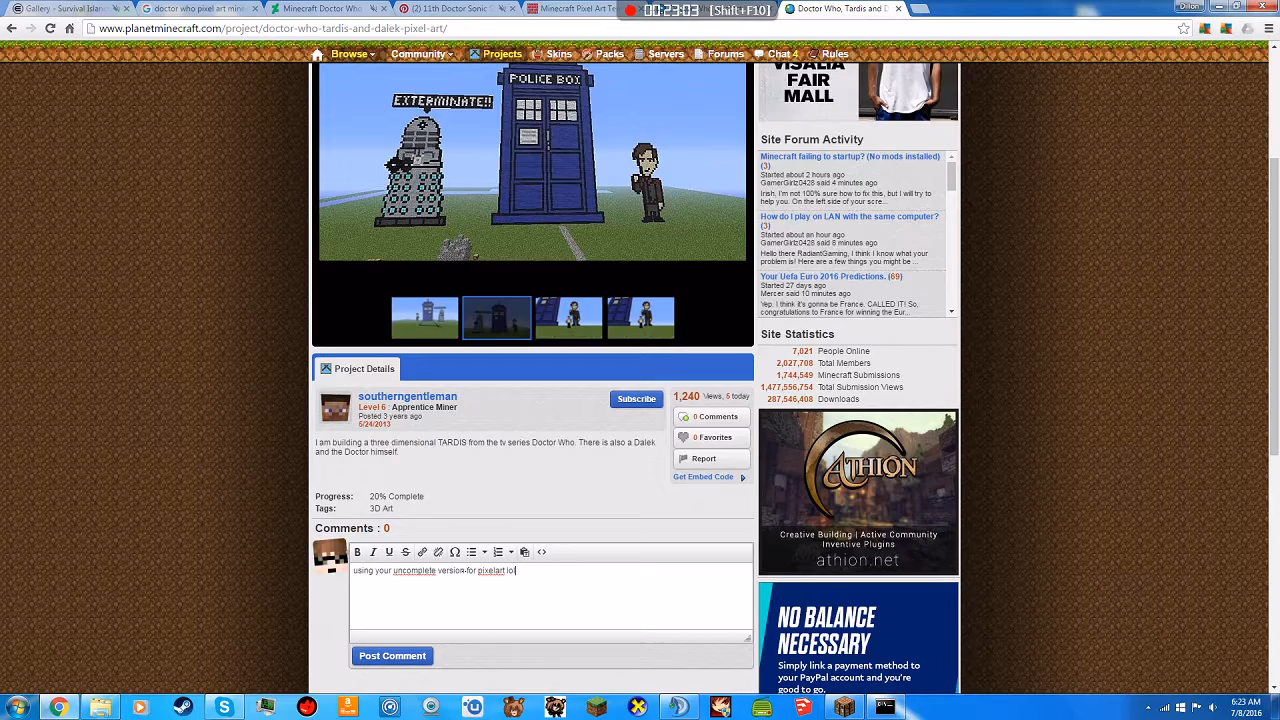 Gallery - Survival Island
doctor who pixel art mine
Minecraft Doctor Who
(2) 11th Doctor Sonic
Minecraft Pixel Art Te
00:23:03 [Shift+F10]
Doctor Who, Tardis and D
Dillon
www.planetminecraft.com/project/doctor-who-tardis-and-dalek-pixel-art/
Browse Community Projects Skins Packs Servers Forums Chat 4 Rules
EXTERMINATE!!
POLICE BOX
VISALIA
FAIR
MALL
Site Forum Activity
Minecraft failing to startup? (No mods installed)
(3)
Started about 2 hours ago
GamerGirlz0428 said 4 minutes ago
Irish, I'm not 100% sure how to fix this, but I will try to
help you. On the left side of your scre...
How do I play on LAN with the same computer?
(3)
Started about an hour ago
GamerGirlz0428 said 8 minutes ago
Hello there RadiantGaming, I think I know what your
problem is! Here are a few things you might be ...
Your Uefa Euro 2016 Predictions. (69)
Started 27 days ago
Mercer said 10 minutes ago
Yep. I think it's gonna be France. CALLED IT! So,
congratulations to France for winning the Eur...
Site Statistics
7,021 People Online
2,027,708 Total Members
1,744,549 Minecraft Submissions
1,477,556,754 Total Submission Views
287,546,408 Downloads
Project Details
southerngentleman
Level 6 : Apprentice Miner
Posted 3 years ago
5/24/2013
Subscribe
1,240 Views, 5 today
0 Comments
0 Favorites
Report
Get Embed Code
I am building a three dimensional TARDIS from the tv series Doctor Who. There is also a Dalek
and the Doctor himself.
Progress: 20% Complete
Tags: 3D Art
Comments : 0
using your uncomplete version for pixelart lol
Post Comment
ATHION
Creative Building | Active Community
Inventive Plugins
athion.net
NO BALANCE
NECESSARY
Simply link a payment method to
your PayPal account and you're
good to go.
6:23 AM
7/8/2016